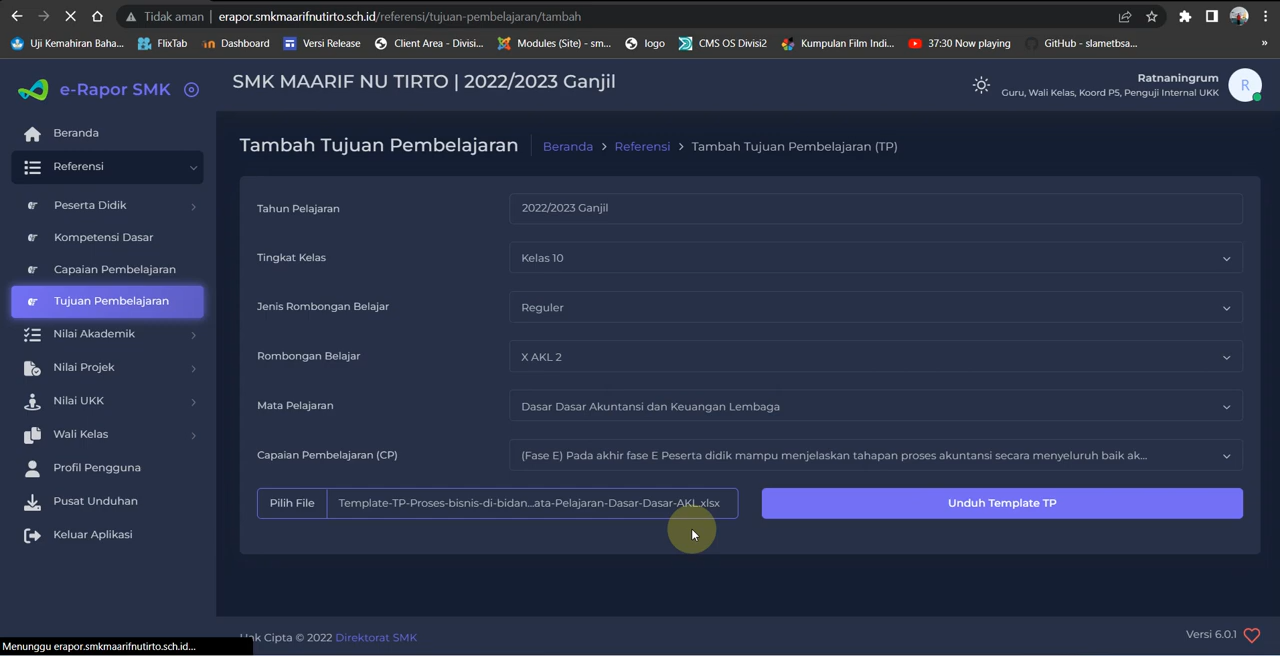 Tidak aman | erapor.smkmaarifnutirto.sch.id/referensi/tujuan-pembelajaran/tambah
Uji Kemahiran Baha... FlixTab Dashboard Versi Release Client Area - Divisi... Modules (Site) - sm... logo CMS OS Divisi2 Kumpulan Film Indi... 37:30 Now playing GitHub - slametbsa... »
e-Rapor SMK
SMK MAARIF NU TIRTO | 2022/2023 Ganjil
Ratnaningrum
Guru, Wali Kelas, Koord P5, Penguji Internal UKK
R
Beranda
Referensi
Peserta Didik
Kompetensi Dasar
Capaian Pembelajaran
Tujuan Pembelajaran
Nilai Akademik
Nilai Projek
Nilai UKK
Wali Kelas
Profil Pengguna
Pusat Unduhan
Keluar Aplikasi
Tambah Tujuan Pembelajaran
Beranda > Referensi > Tambah Tujuan Pembelajaran (TP)
Tahun Pelajaran 2022/2023 Ganjil
Tingkat Kelas Kelas 10
Jenis Rombongan Belajar Reguler
Rombongan Belajar X AKL 2
Mata Pelajaran Dasar Dasar Akuntansi dan Keuangan Lembaga
Capaian Pembelajaran (CP) (Fase E) Pada akhir fase E Peserta didik mampu menjelaskan tahapan proses akuntansi secara menyeluruh baik ak...
Pilih File Template-TP-Proses-bisnis-di-bidan...ata-Pelajaran-Dasar-Dasar-AKL.xlsx Unduh Template TP
Hak Cipta © 2022 Direktorat SMK
Versi 6.0.1
Menunggu erapor.smkmaarifnutirto.sch.id...